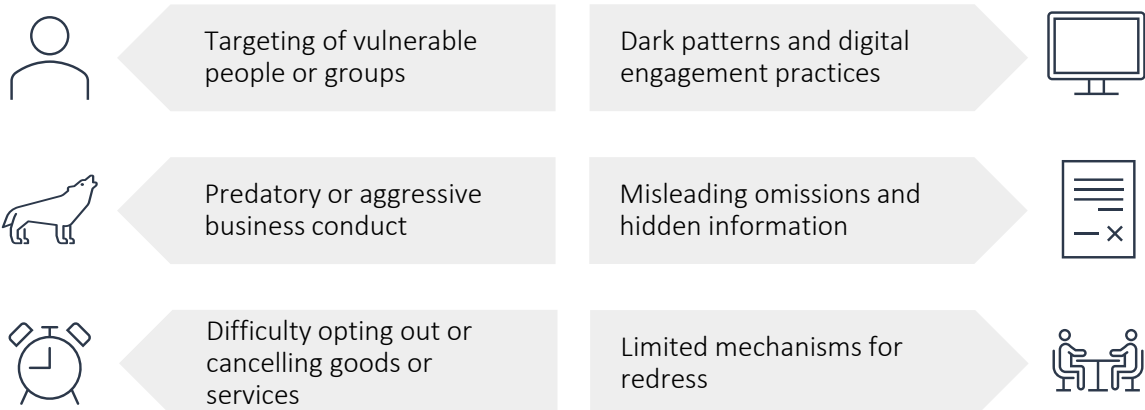 Targeting of vulnerable
people or groups
Dark patterns and digital
engagement practices
Predatory or aggressive
business conduct
Misleading omissions and
hidden information
Difficulty opting out or
cancelling goods or
services
Limited mechanisms for
redress